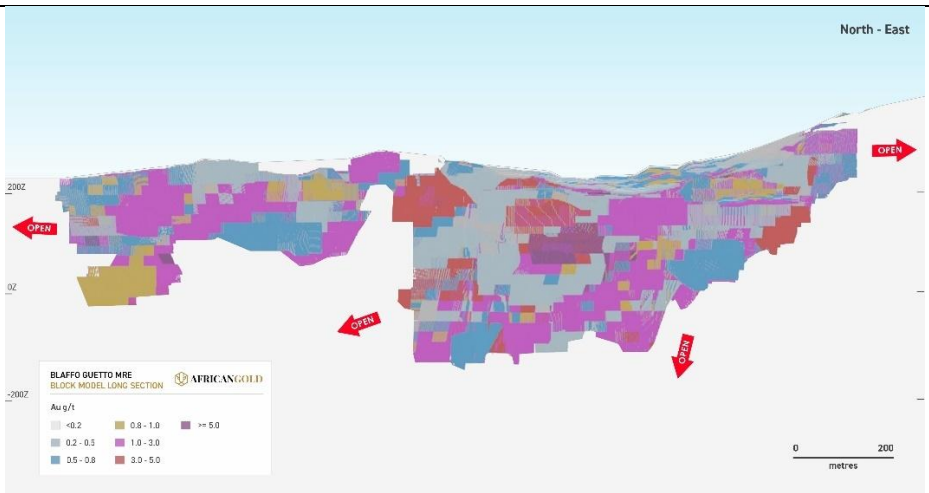 North - East
OPEN
200Z
OPEN
0Z
OPEN
OPEN
-200Z
BLAFFO GUETTO MRE
BLOCK MODEL LONG SECTION
AFRICANGOLD
Au g/t
<0.2
0.8 - 1.0
>= 5.0
0.2 - 0.5
1.0 - 3.0
0.5 - 0.8
3.0 - 5.0
0
200
metres